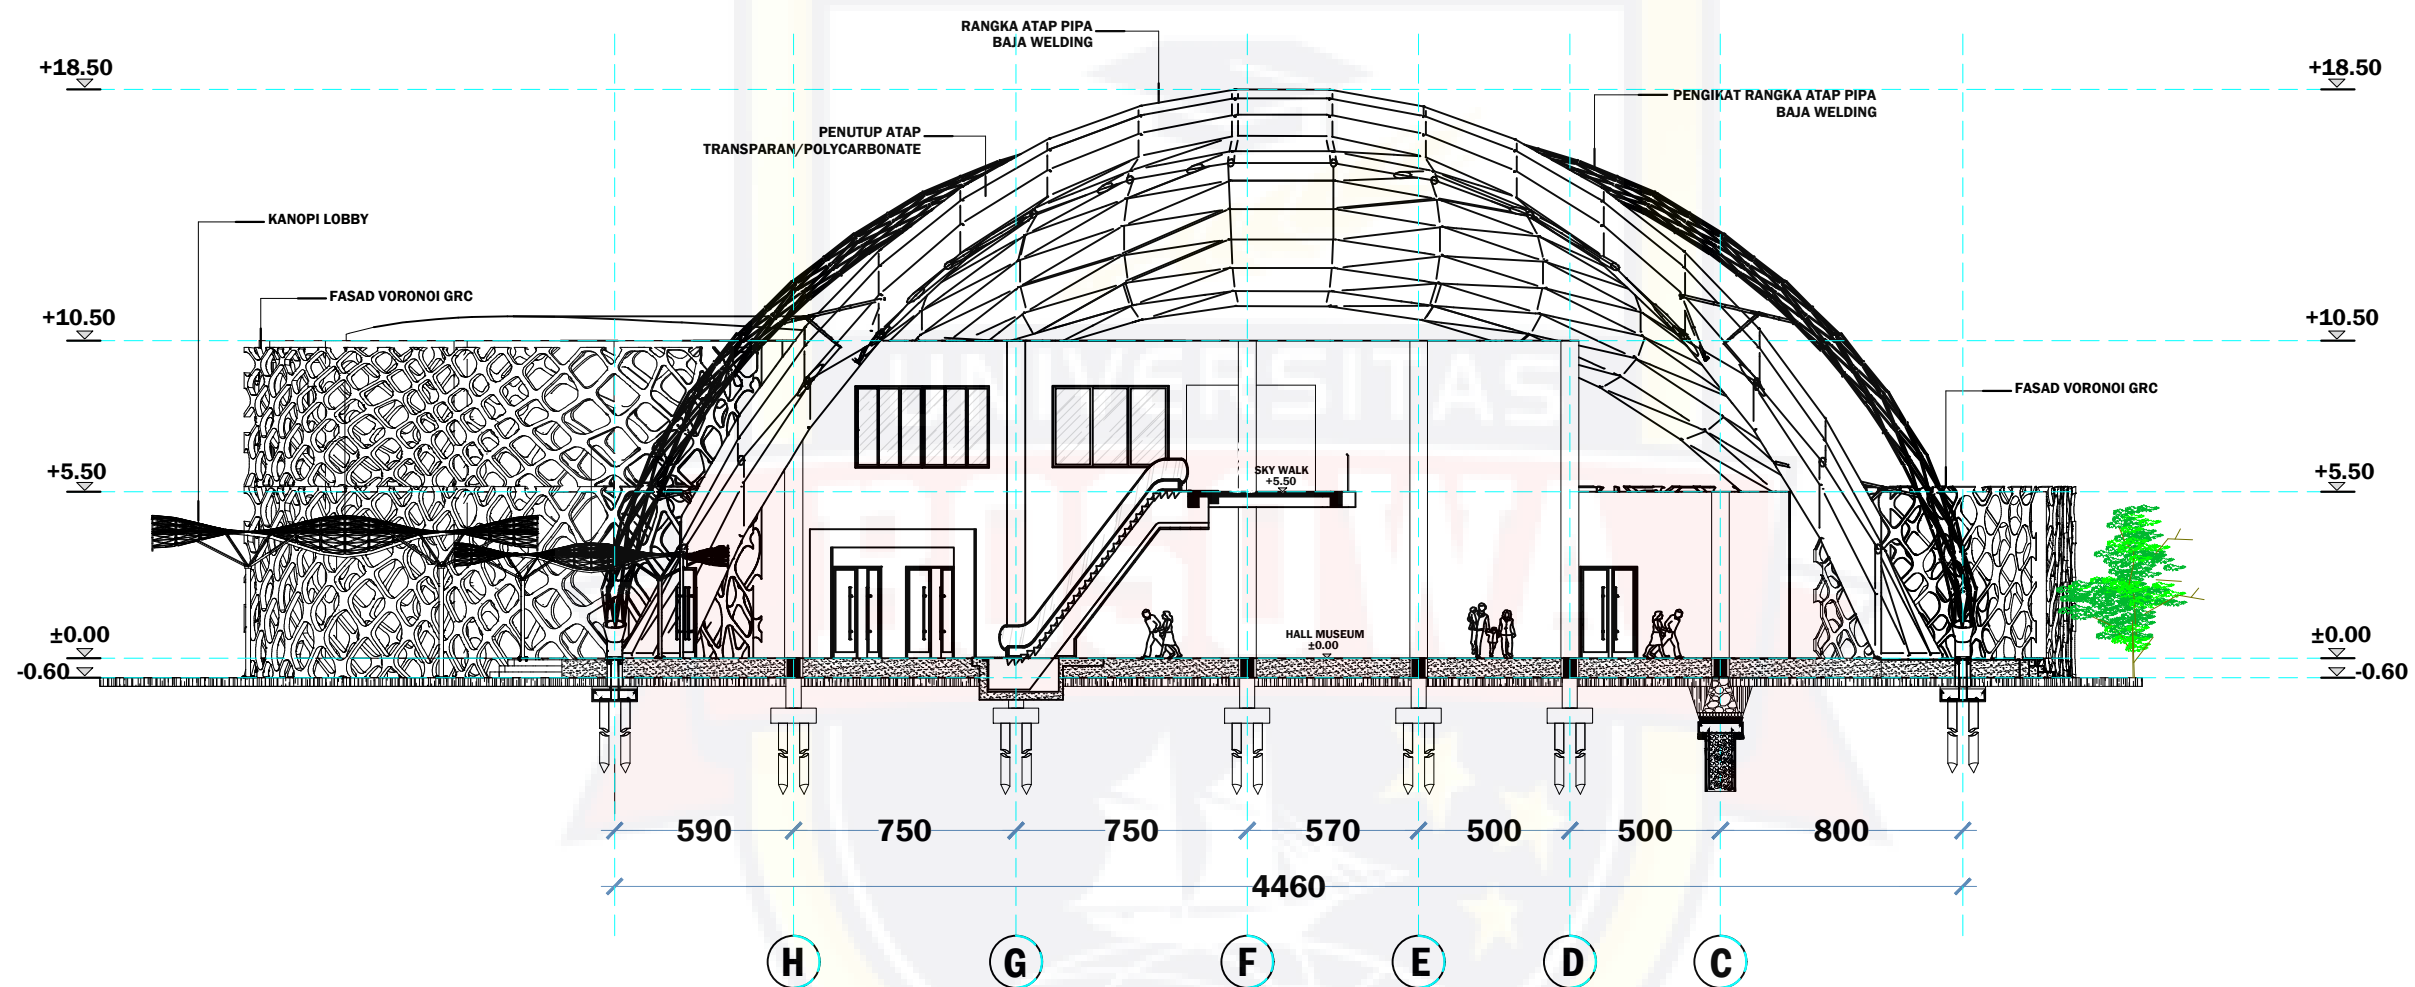 RANGKA ATAP PIPA
BAJA WELDING
+18.50
+18.50
PENGIKAT RANGKA ATAP PIPA
BAJA WELDING
PENUTUP ATAP
TRANSPARAN/POLYCARBONATE
KANOPI LOBBY
FASAD VORONOI GRC
+10.50
+10.50
UNIVERSITAS
FASAD VORONOI GRC
+5.50
SKY WALK
+5.50
+5.50
BOSOWA
±0.00
HALL MUSEUM
±0.00
±0.00
-0.60
-0.60
590
750
750
570
500
500
800
4460
H
G
F
E
D
C